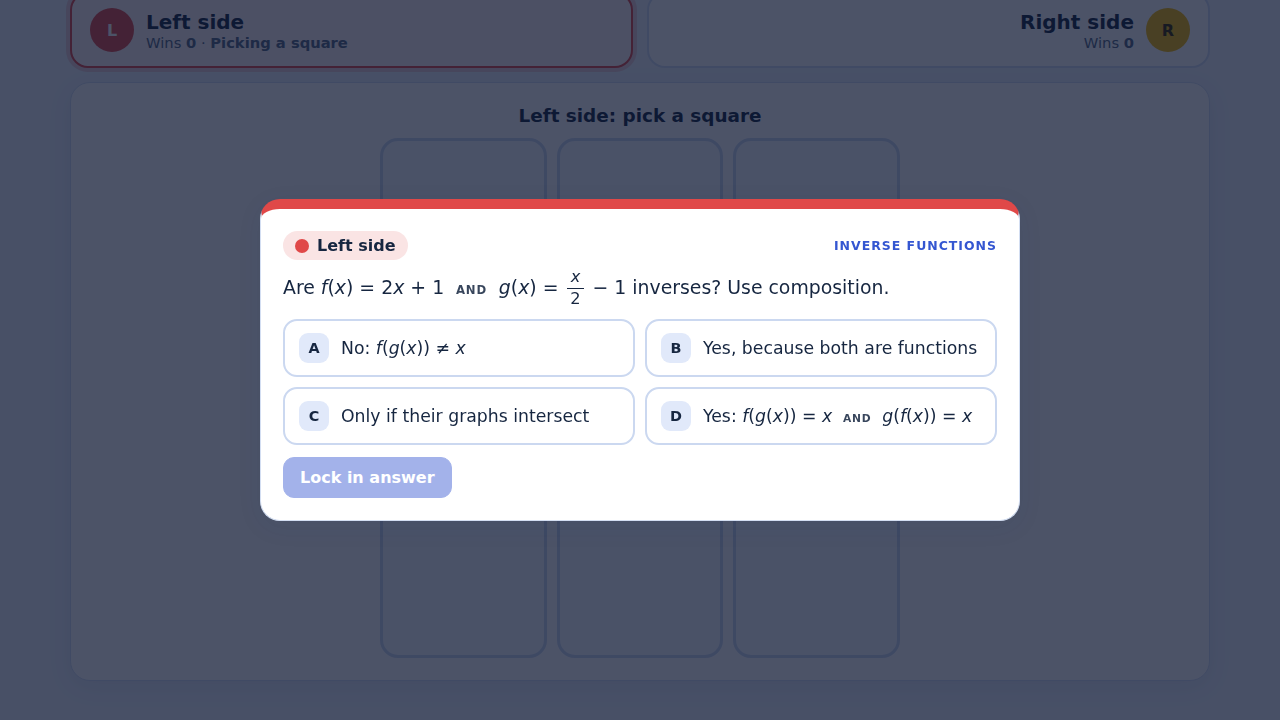 L
Left side
Wins 0 · Picking a square
Right side
Wins 0
R
Left side: pick a square
Left side
INVERSE FUNCTIONS
Are f(x) = 2x + 1 AND g(x) = x/2 − 1 inverses? Use composition.
A No: f(g(x)) ≠ x
B Yes, because both are functions
C Only if their graphs intersect
D Yes: f(g(x)) = x AND g(f(x)) = x
Lock in answer